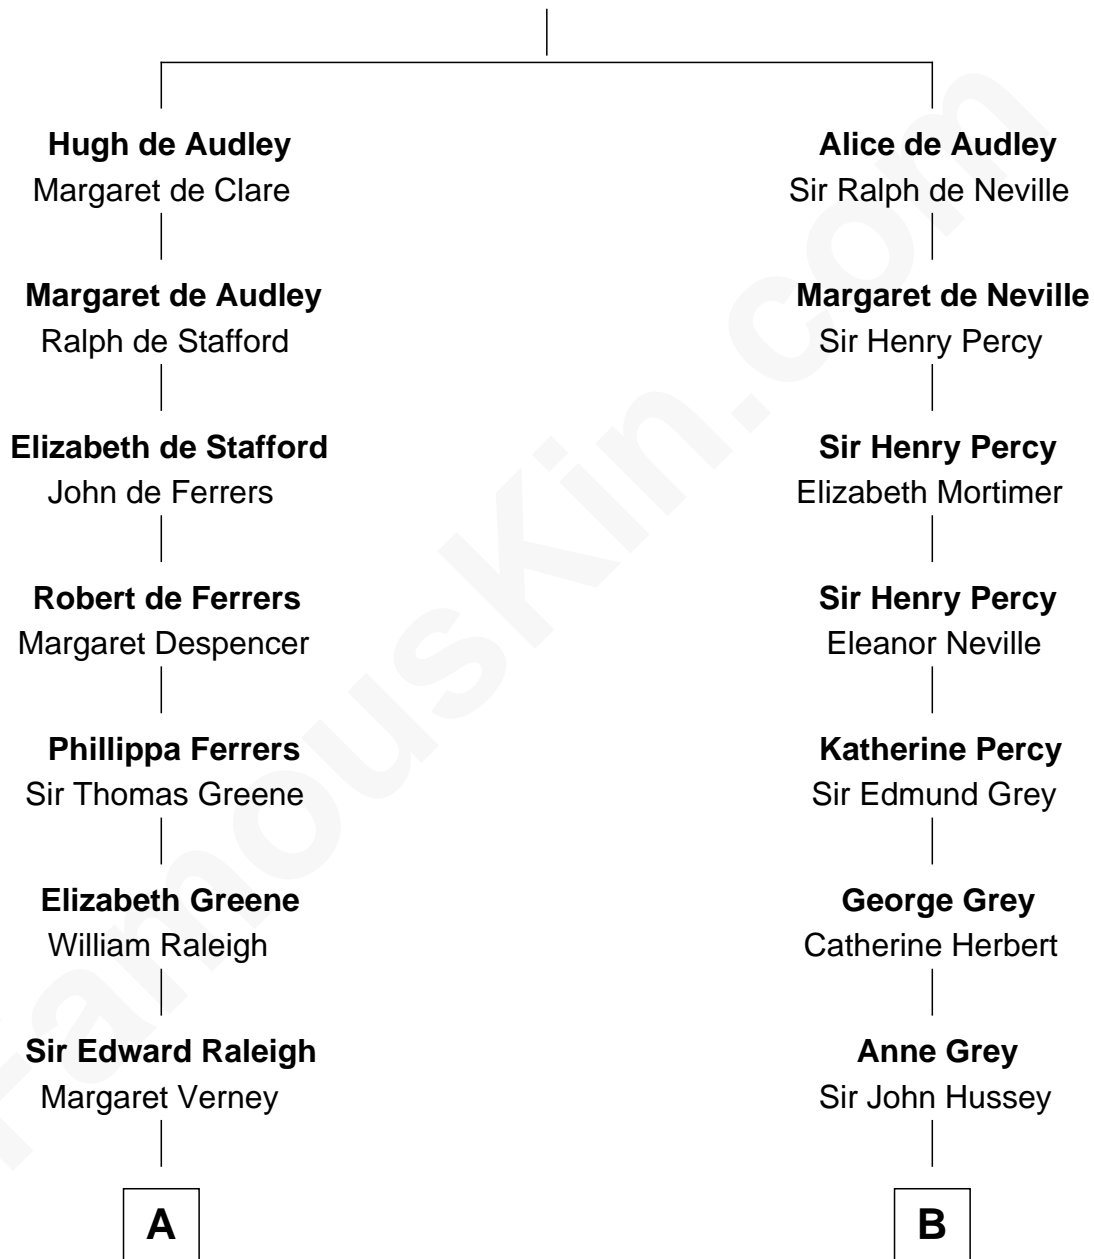 Hugh de Audley
Margaret de Clare
Margaret de Audley
Ralph de Stafford
Elizabeth de Stafford
John de Ferrers
Robert de Ferrers
Margaret Despencer
Phillippa Ferrers
Sir Thomas Greene
Elizabeth Greene
William Raleigh
Sir Edward Raleigh
Margaret Verney
A
Alice de Audley
Sir Ralph de Neville
Margaret de Neville
Sir Henry Percy
Sir Henry Percy
Elizabeth Mortimer
Sir Henry Percy
Eleanor Neville
Katherine Percy
Sir Edmund Grey
George Grey
Catherine Herbert
Anne Grey
Sir John Hussey
B
FamousKin.com